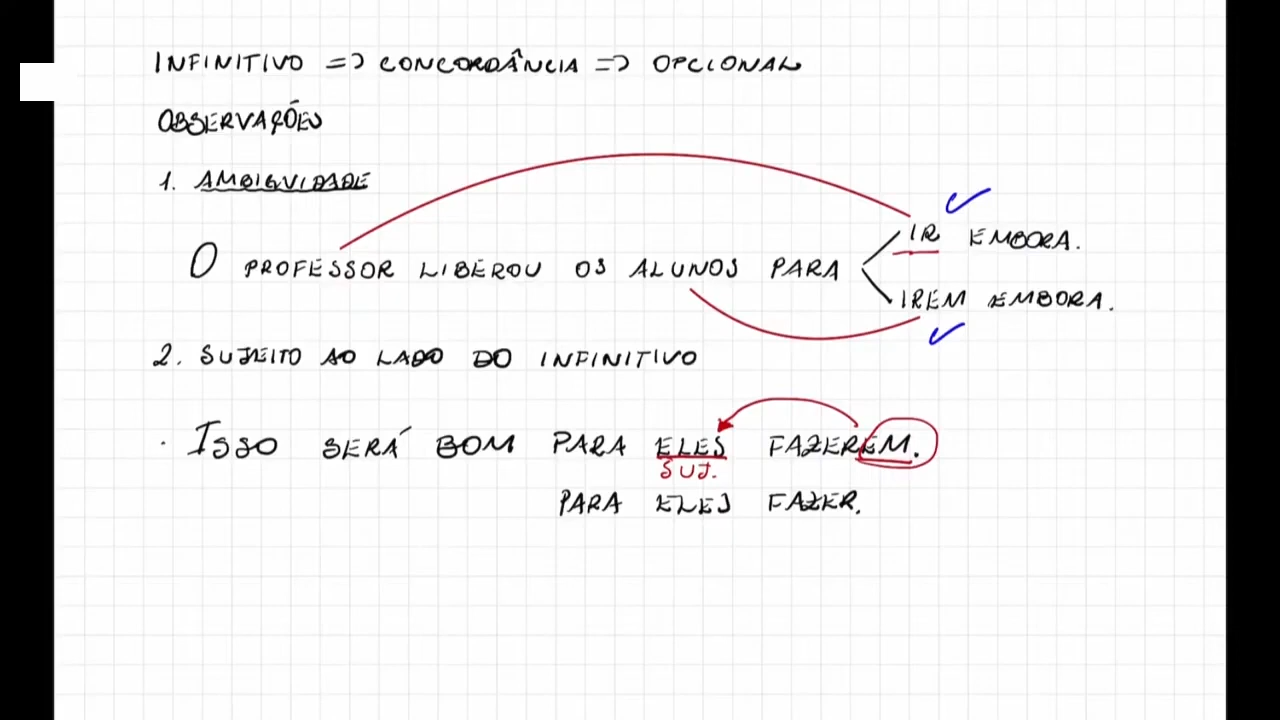 INFINITIVO => CONCORDÂNCIA => OPCIONAL
OBSERVAÇÕES
1. AMBIGUIDADE
IR EMBORA.
O PROFESSOR LIBEROU OS ALUNOS PARA
IREM EMBORA.
2. SUJEITO AO LADO DO INFINITIVO
· ISSO SERÁ BOM PARA ELES FAZEREM.
SUJ.
PARA ELES FAZER.